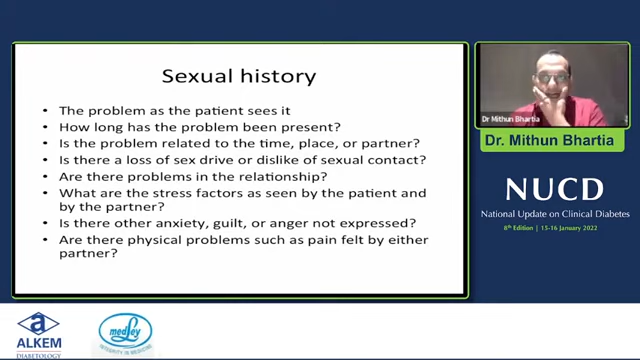 Sexual history
• The problem as the patient sees it
• How long has the problem been present?
• Is the problem related to the time, place, or partner?
• Is there a loss of sex drive or dislike of sexual contact?
• Are there problems in the relationship?
• What are the stress factors as seen by the patient and
by the partner?
• Is there other anxiety, guilt, or anger not expressed?
• Are there physical problems such as pain felt by either
partner?
Dr Mithun Bhartia
Dr. Mithun Bhartia
NUCD
National Update on Clinical Diabetes
8th Edition | 15-16 January 2022
a
ALKEM
DIABETOLOGY
medley
INTEGRITY IN MEDICINE